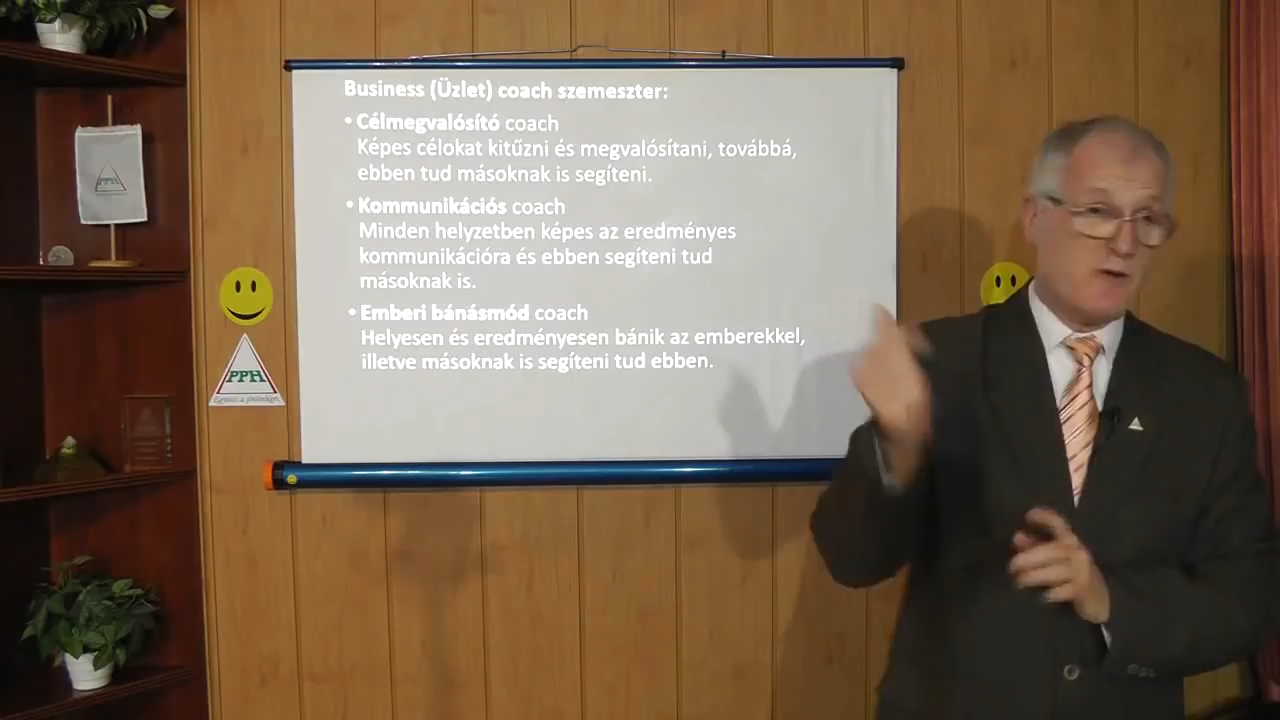 Business (Üzlet) coach szemeszter:
• Célmegvalósító coach
Képes célokat kitűzni és megvalósítani, továbbá,
ebben tud másoknak is segíteni.
• Kommunikációs coach
Minden helyzetben képes az eredményes
kommunikációra és ebben segíteni tud
másoknak is.
• Emberi bánásmód coach
Helyesen és eredményesen bánik az emberekkel,
illetve másoknak is segíteni tud ebben.
PPH
PPH